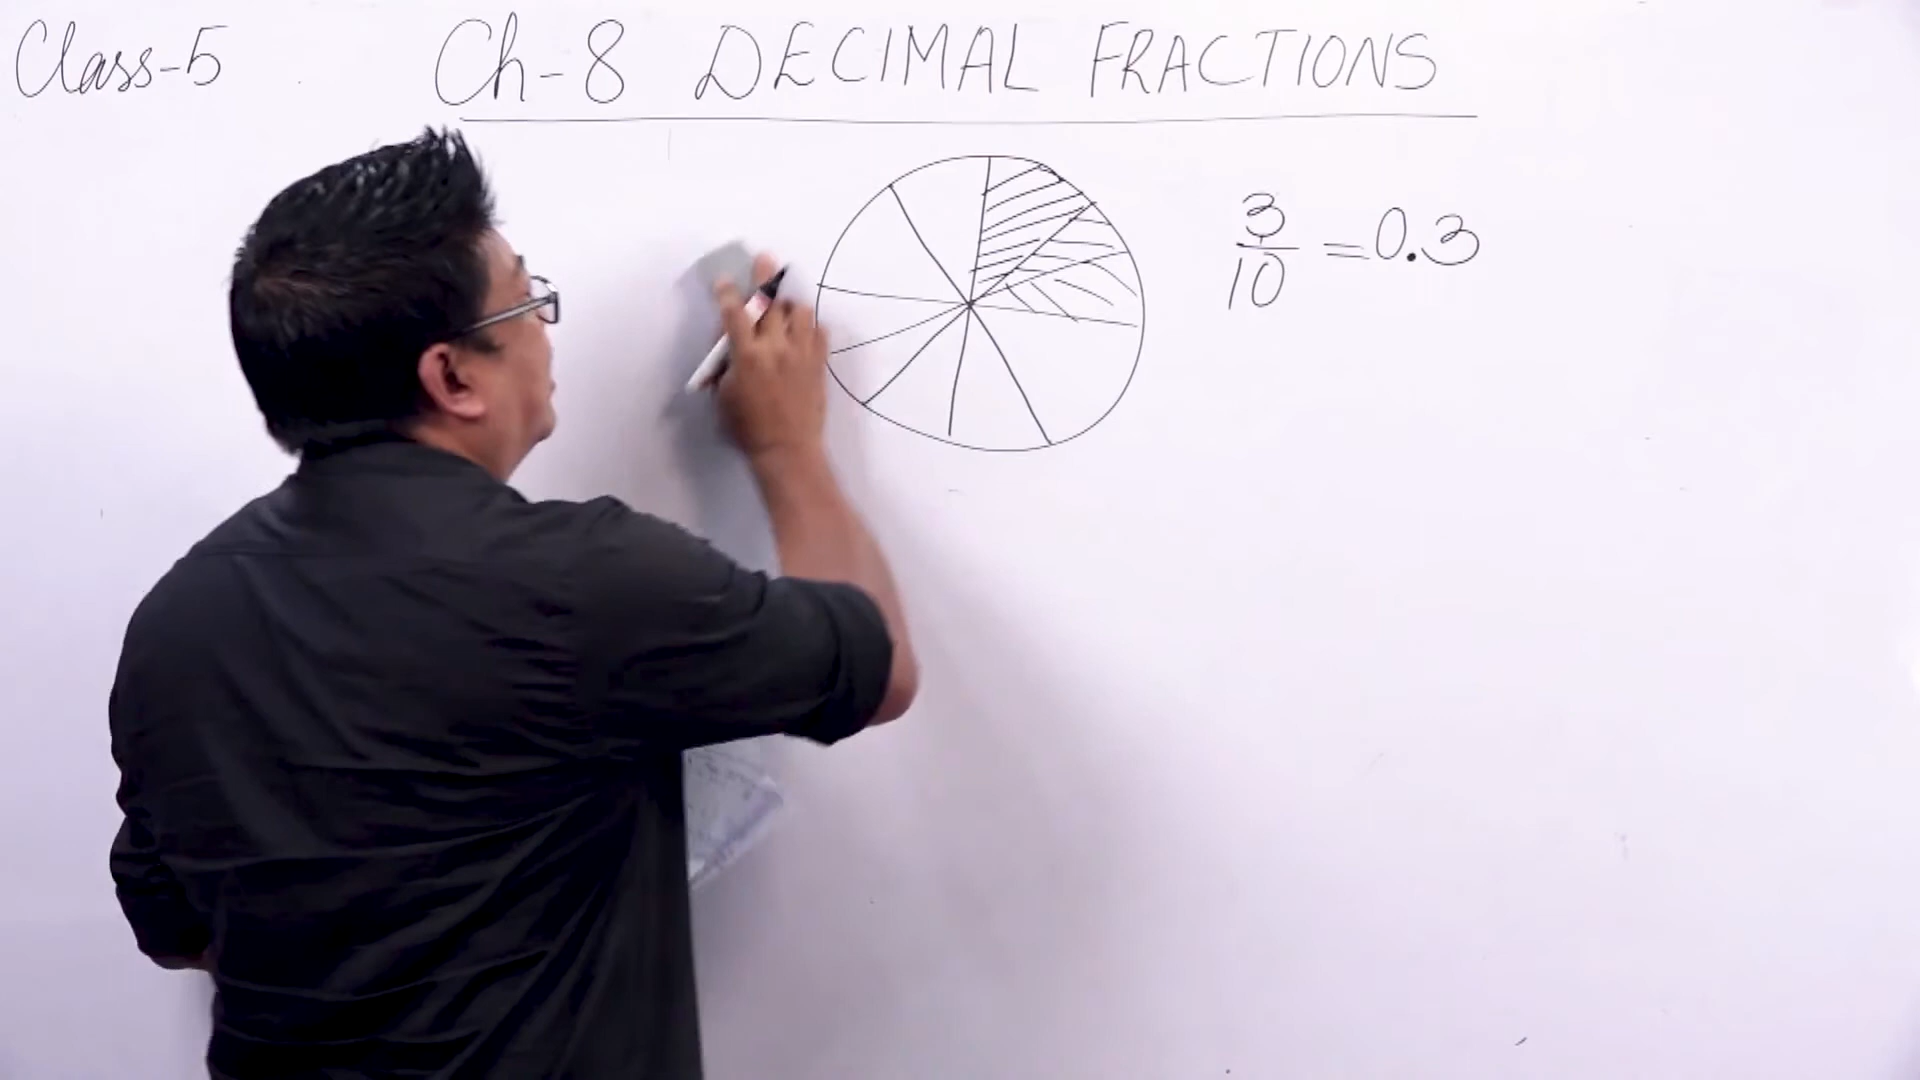 Class-5
Ch-8 DECIMAL FRACTIONS
3/10 = 0.3